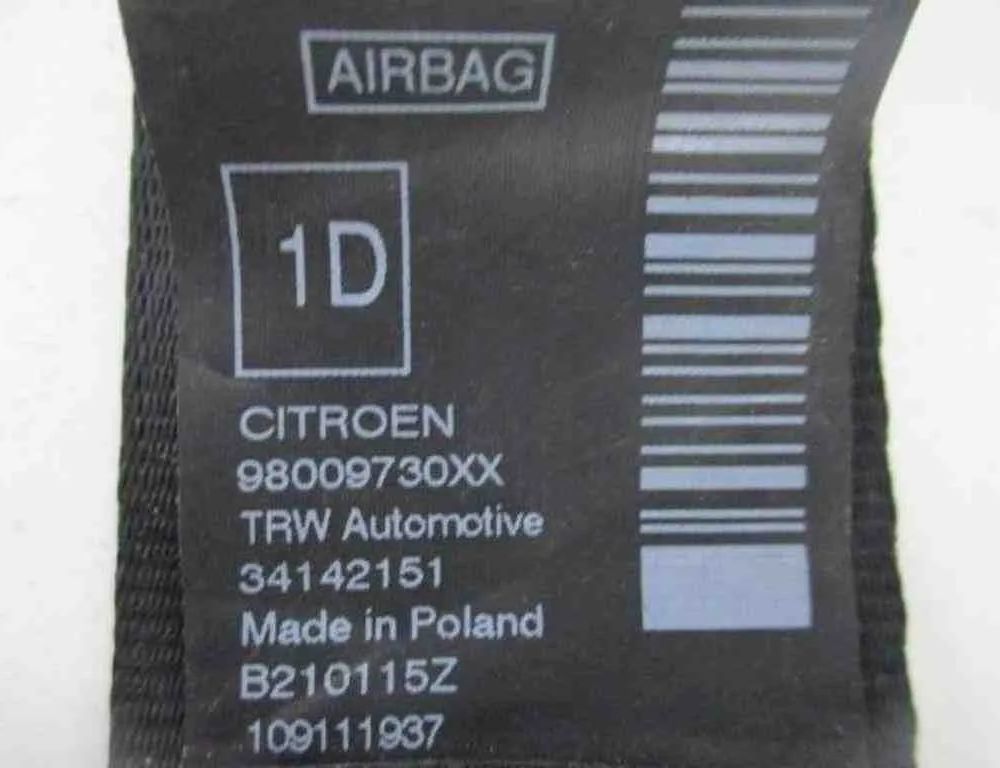 AIRBAG
1D
CITROEN
98009730XX
TRW Automotive
34142151
Made in Poland
B210115Z
109111937